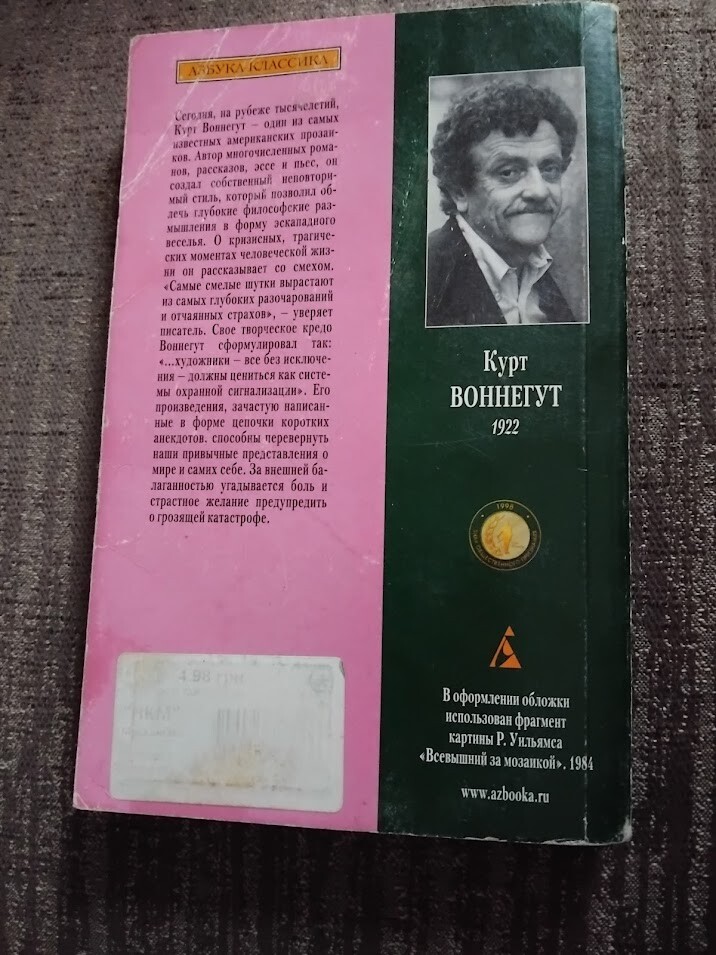 АЗБУКА КЛАССИКА
Сегодня, на рубеже тысячелетий,
Курт Воннегут – один из самых
известных американских прозаи-
ков. Автор многочисленных рома-
нов, рассказов, эссе и пьес, он
создал собственный неповтори-
мый стиль, который позволил об-
лечь глубокие философские раз-
мышления в форму эскападного
веселья. О кризисных, трагиче-
ских моментах человеческой жиз-
ни он рассказывает со смехом.
«Самые смелые шутки вырастают
из самых глубоких разочарований
и отчаянных страхов», – уверяет
писатель. Свое творческое кредо
Воннегут сформулировал так:
«...художники – все без исключе-
ния – должны цениться как систе-
мы охранной сигнализации». Его
произведения, зачастую написан-
ные в форме цепочки коротких
анекдотов, способны перевернуть
наши привычные представления о
мире и самих себе. За внешней ба-
лаганностью угадывается боль и
страстное желание предупредить
о грозящей катастрофе.
4.98 грн
"ИКМ"
Курт
ВОННЕГУТ
1922
1996
В оформлении обложки
использован фрагмент
картины Р. Уильямса
«Всевышний за мозаикой». 1984
www.azbooka.ru